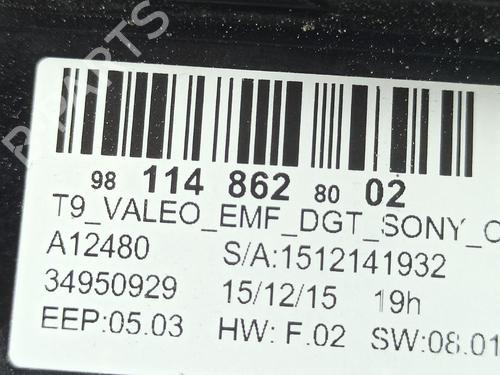 B-PARTS
98 114 862 80 02
T9_VALEO_EMF_DGT_SONY_C
A12480 S/A:1512141932
34950929 15/12/15 19h
EEP:05.03 HW: F.02 SW:08.01